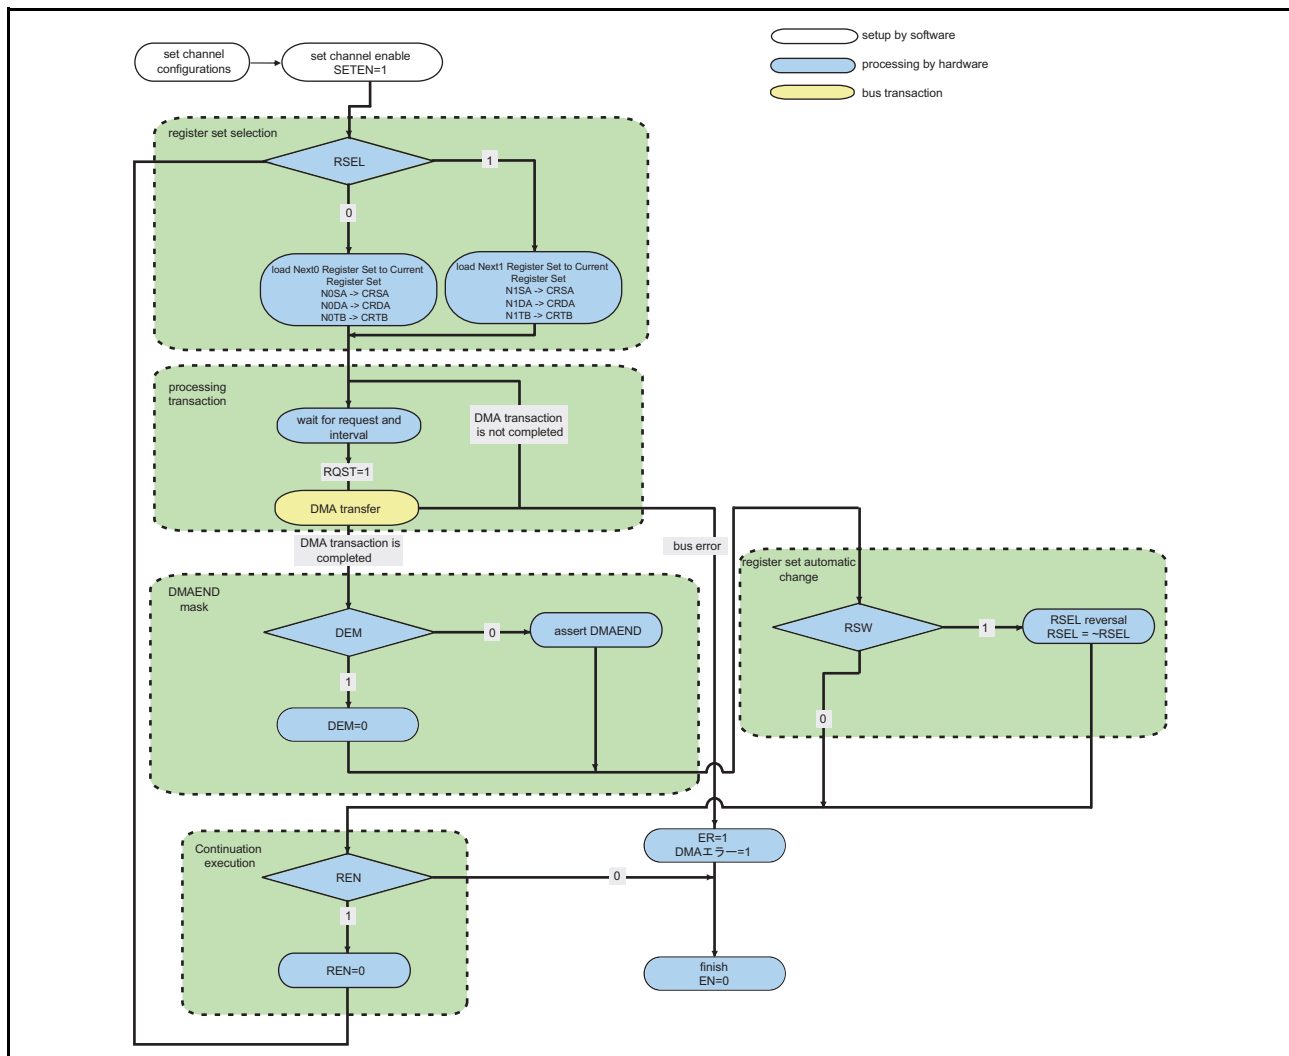 set channel
configurations
set channel enable
SETEN=1
setup by software
processing by hardware
bus transaction
register set selection
RSEL
1
0
load Next0 Register Set to Current
Register Set
N0SA -> CRSA
N0DA -> CRDA
N0TB -> CRTB
load Next1 Register Set to Current
Register Set
N1SA -> CRSA
N1DA -> CRDA
N1TB -> CRTB
processing
transaction
wait for request and
interval
DMA transaction
is not completed
RQST=1
DMA transfer
DMA transaction is
completed
bus error
register set automatic
change
DMAEND
mask
DEM
0
assert DMAEND
RSW
1
RSEL reversal
RSEL = ~RSEL
1
DEM=0
0
Continuation
execution
ER=1
DMAエラー=1
REN
0
1
REN=0
finish
EN=0